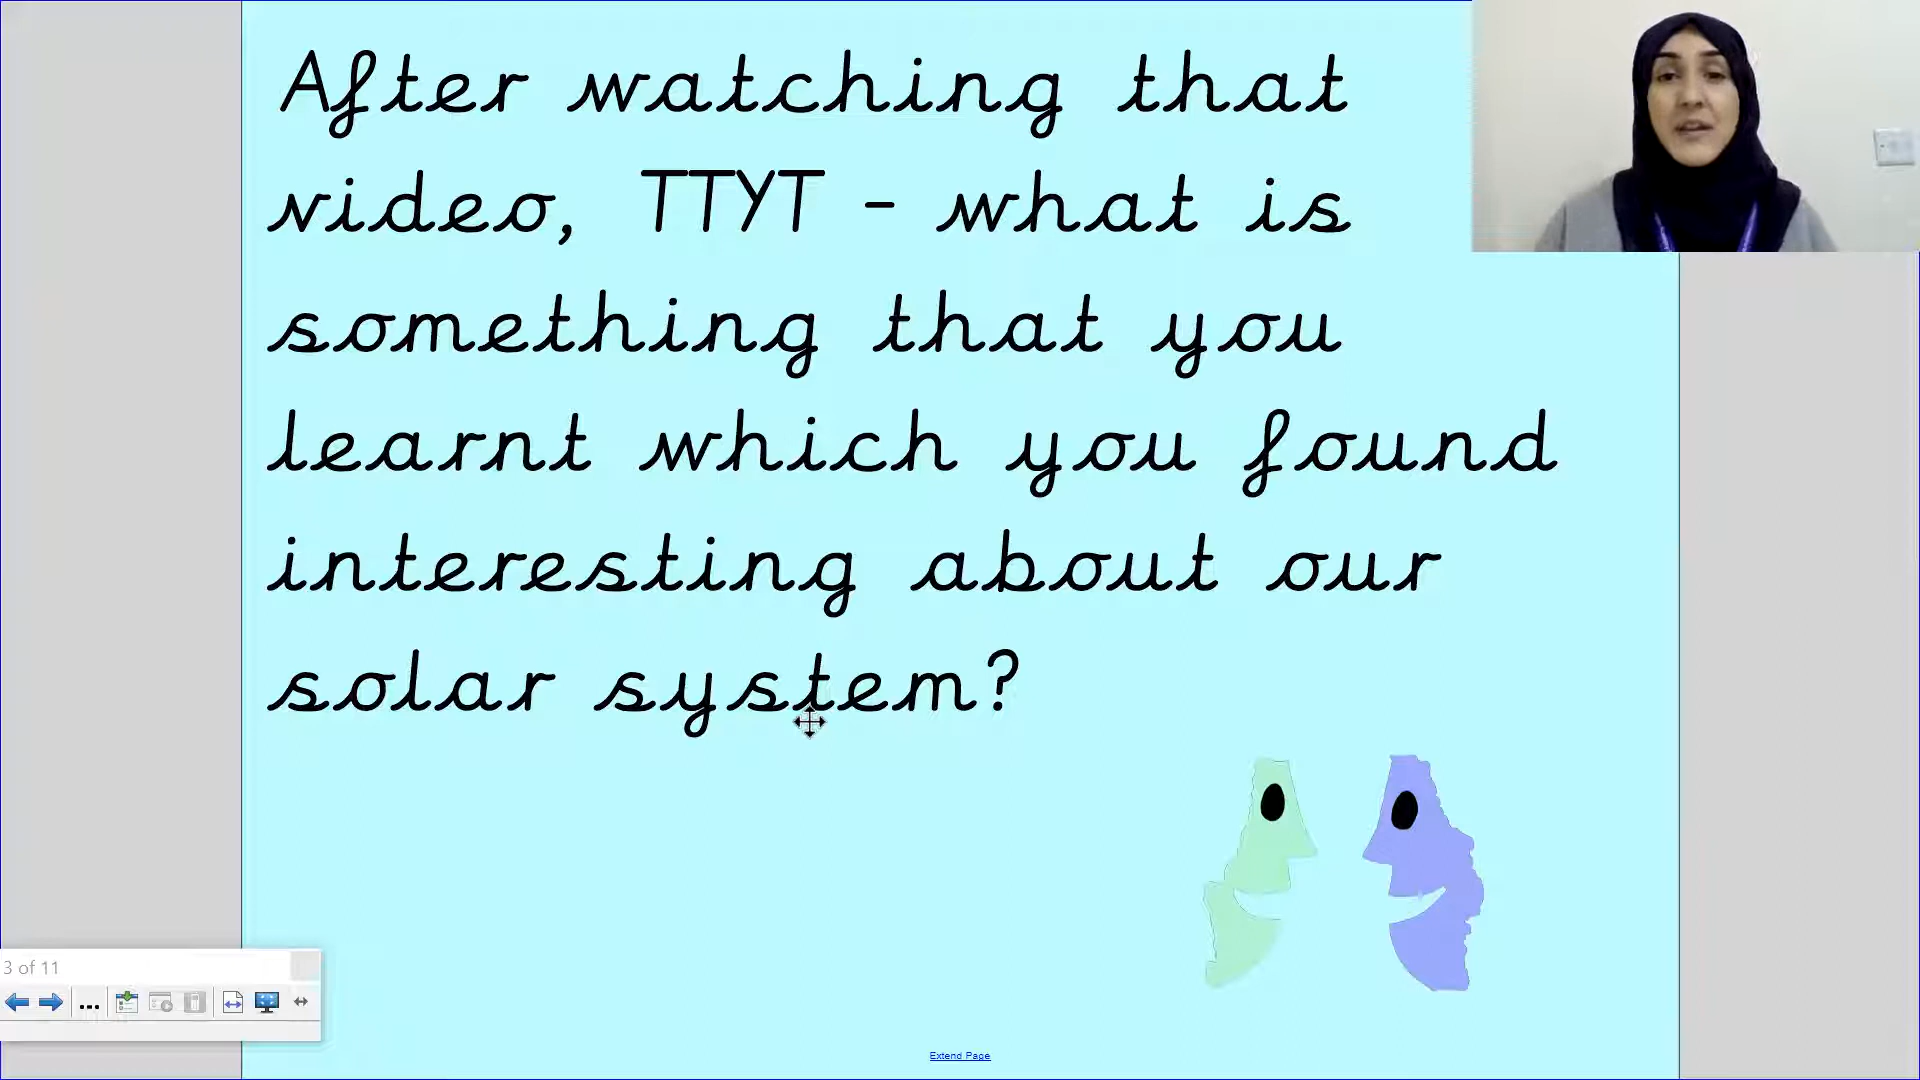 After watching that
video, TTYT - what is
something that you
learnt which you found
interesting about our
solar system?
3 of 11
Extend Page